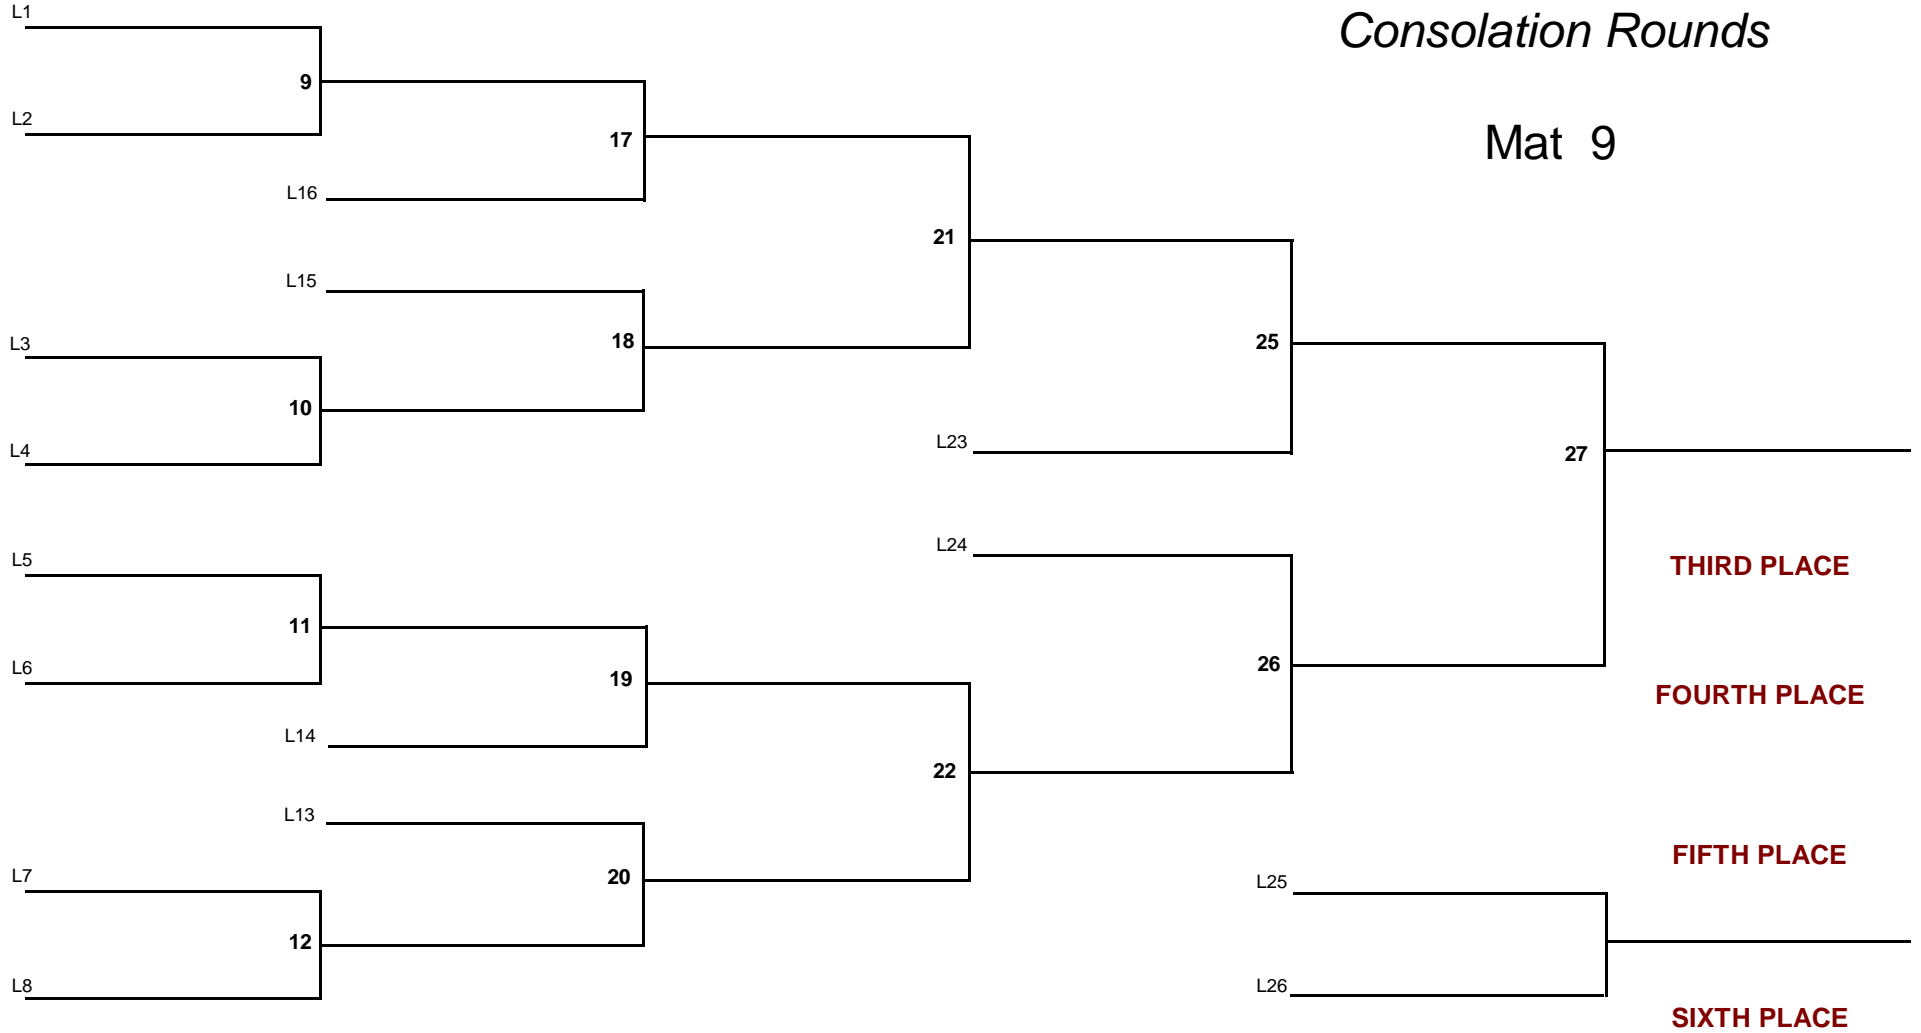 L1
Consolation Rounds
9
L2
17
Mat 9
L16
21
L15
18
25
L3
10
L23
L4
27
L24
L5
THIRD PLACE
11
L6
19
26
FOURTH PLACE
L14
22
L13
FIFTH PLACE
L7
20
L25
12
L8
L26
SIXTH PLACE